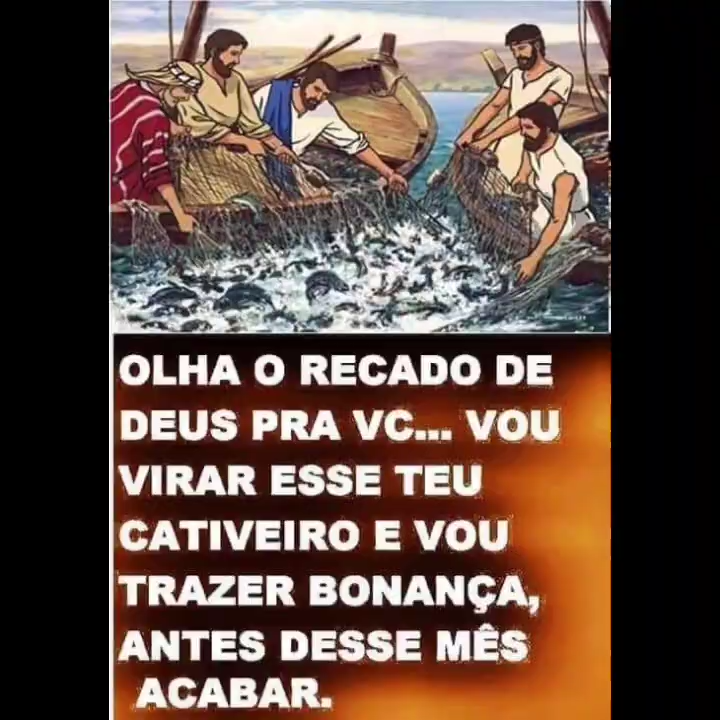 OLHA O RECADO DE
DEUS PRA VC... VOU
VIRAR ESSE TEU
CATIVEIRO E VOU
TRAZER BONANÇA,
ANTES DESSE MÊS
ACABAR.